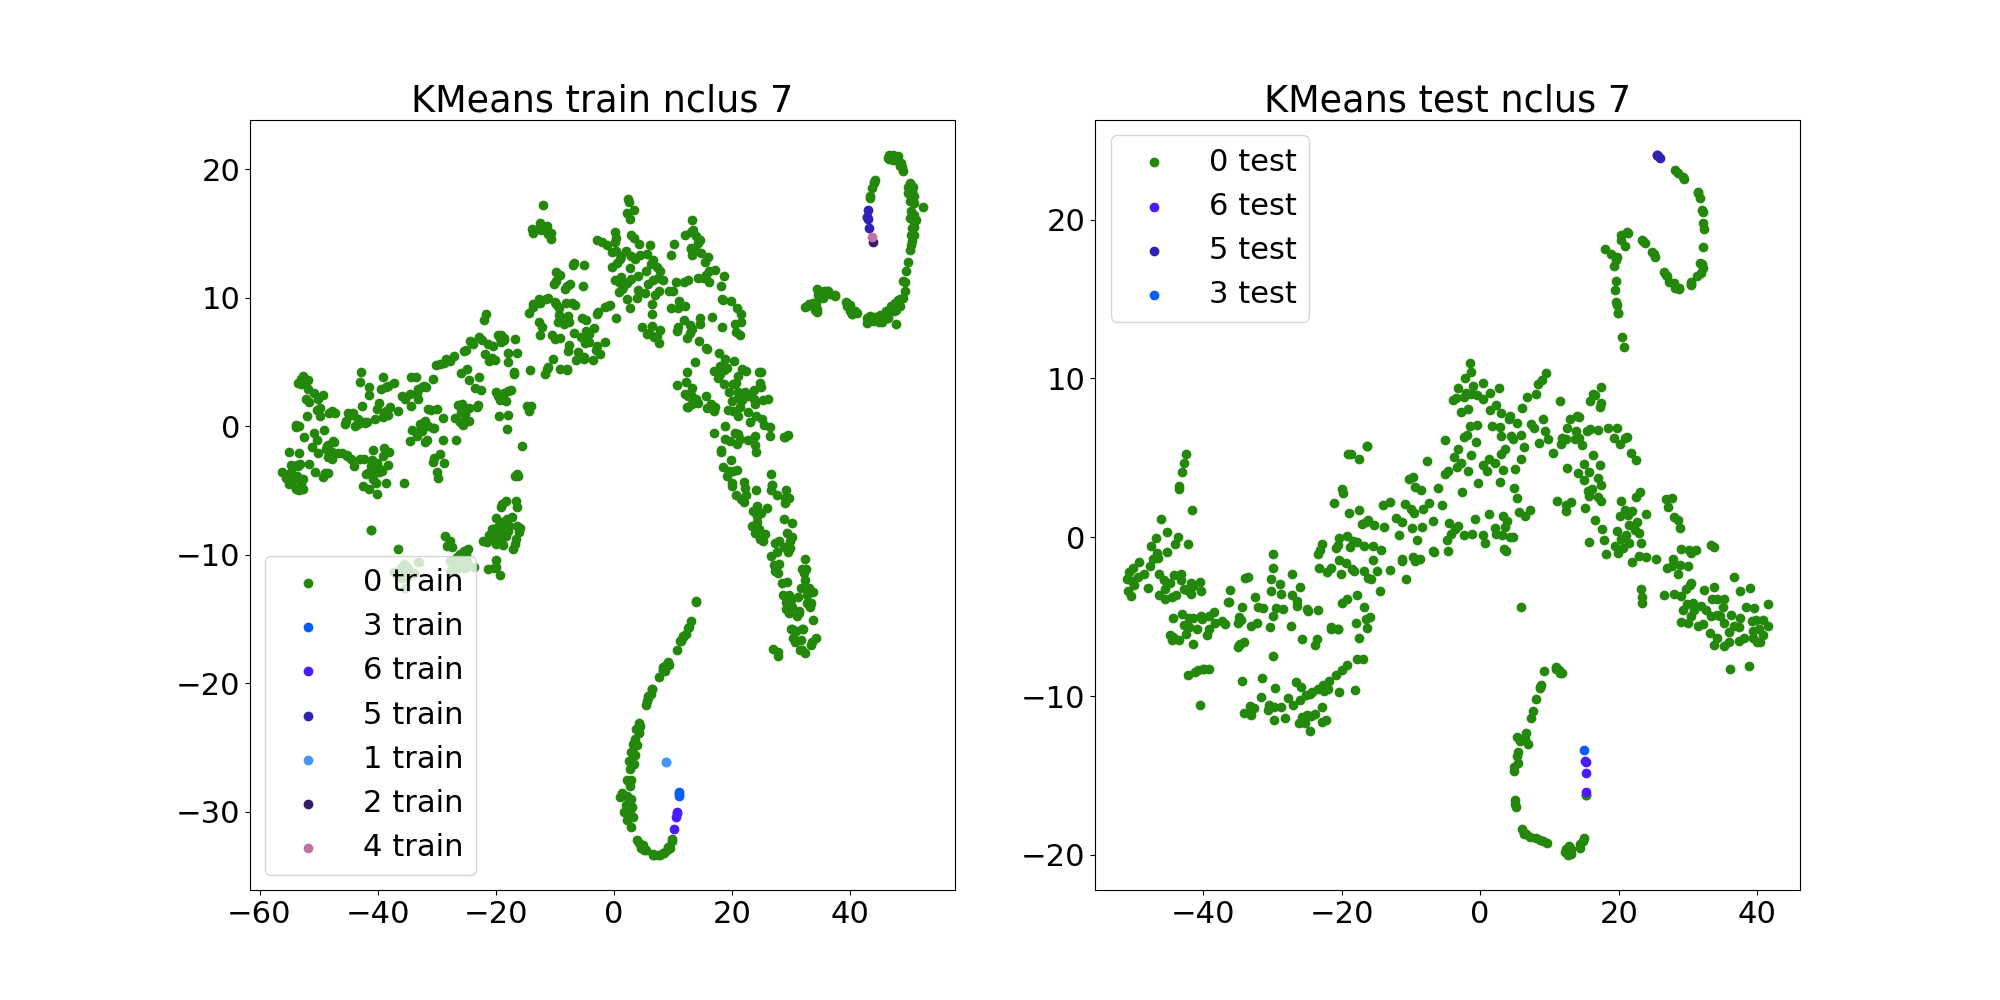 KMeans train nclus 7
20
10
0
−10
−20
−30
−60 −40 −20 0 20 40
0 train
3 train
6 train
5 train
1 train
2 train
4 train
KMeans test nclus 7
20
10
0
−10
−20
−40 −20 0 20 40
0 test
6 test
5 test
3 test